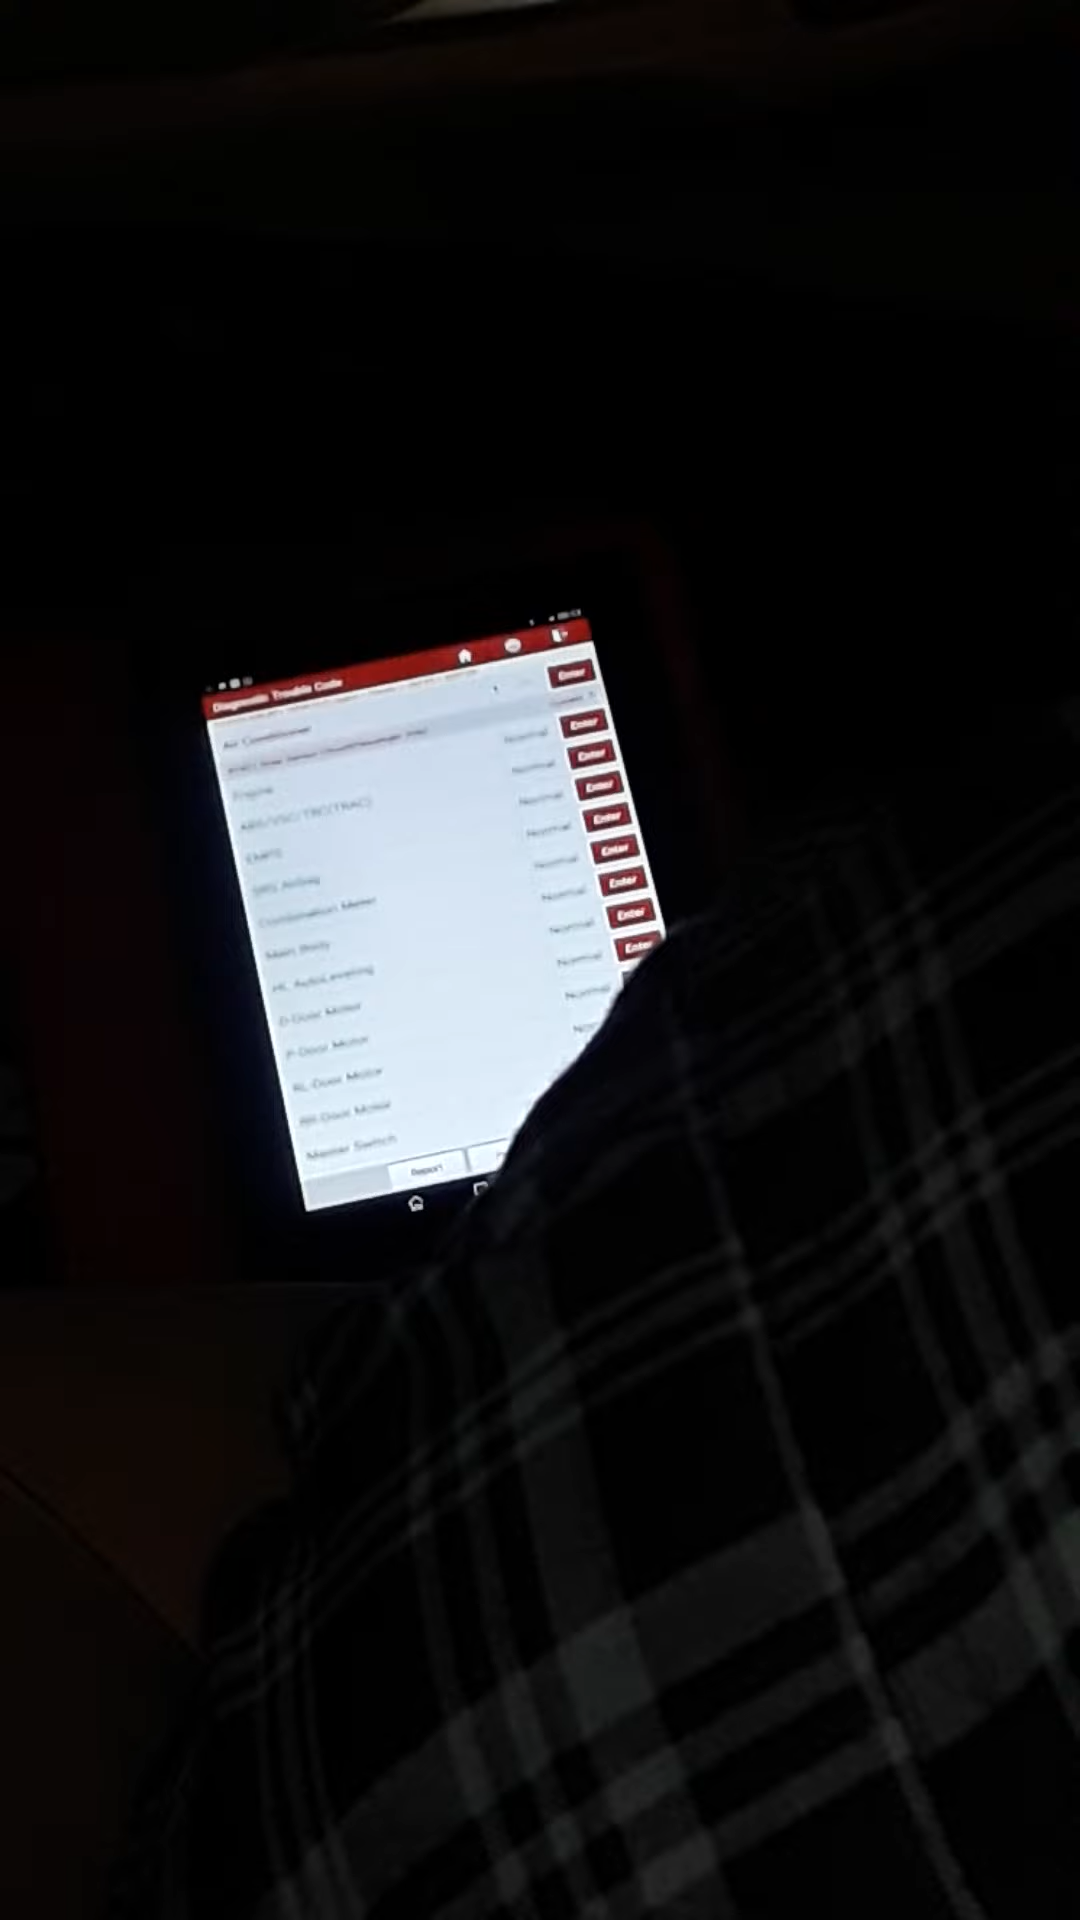 Diagnostic Trouble Code
Enter
Air Conditioner
Enter
Engine Normal Enter
ABS/VSC/TRC(TRAC) Normal Enter
EMPS Normal Enter
SRS Airbag Normal Enter
Combination Meter Normal Enter
Main Body Normal Enter
HL AutoLeveling Normal Enter
D-Door Motor Normal
P-Door Motor Normal
RL-Door Motor
RR-Door Motor
Master Switch
Report